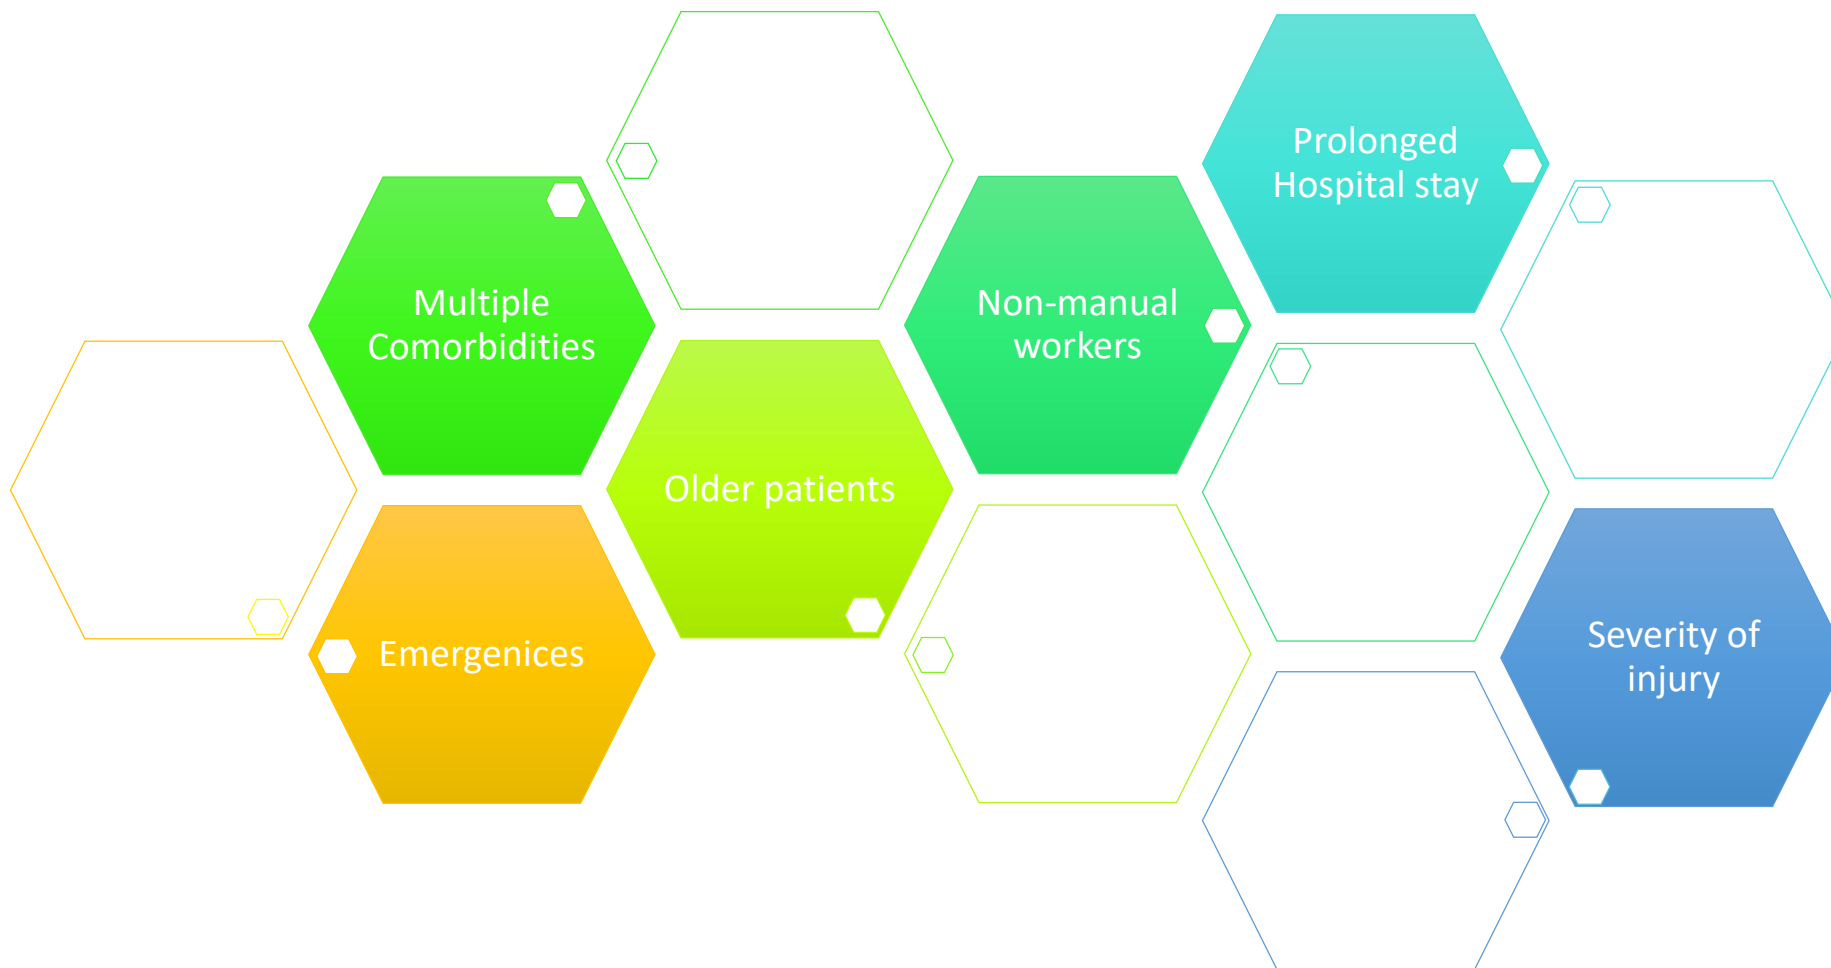 Prolonged
Hospital stay
Multiple
Comorbidities
Non-manual
workers
Older patients
Emergenices
Severity of
injury